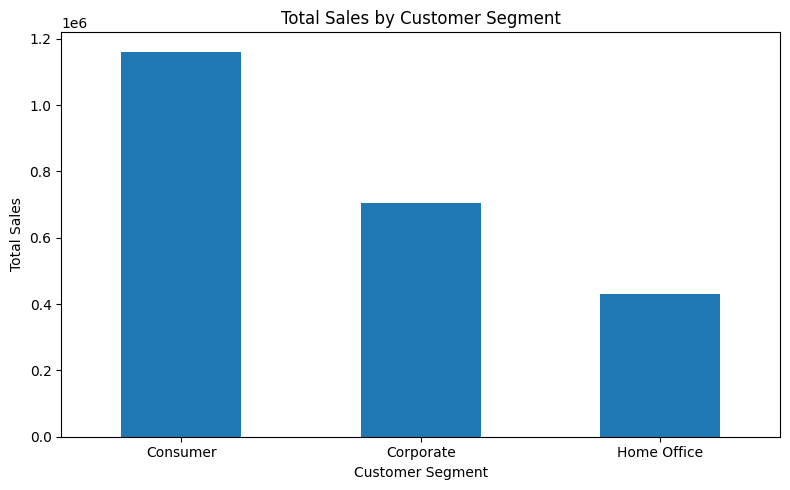 Total Sales by Customer Segment
1e6
1.2
1.0
0.8
0.6
0.4
0.2
0.0
Total Sales
Consumer Corporate Home Office
Customer Segment